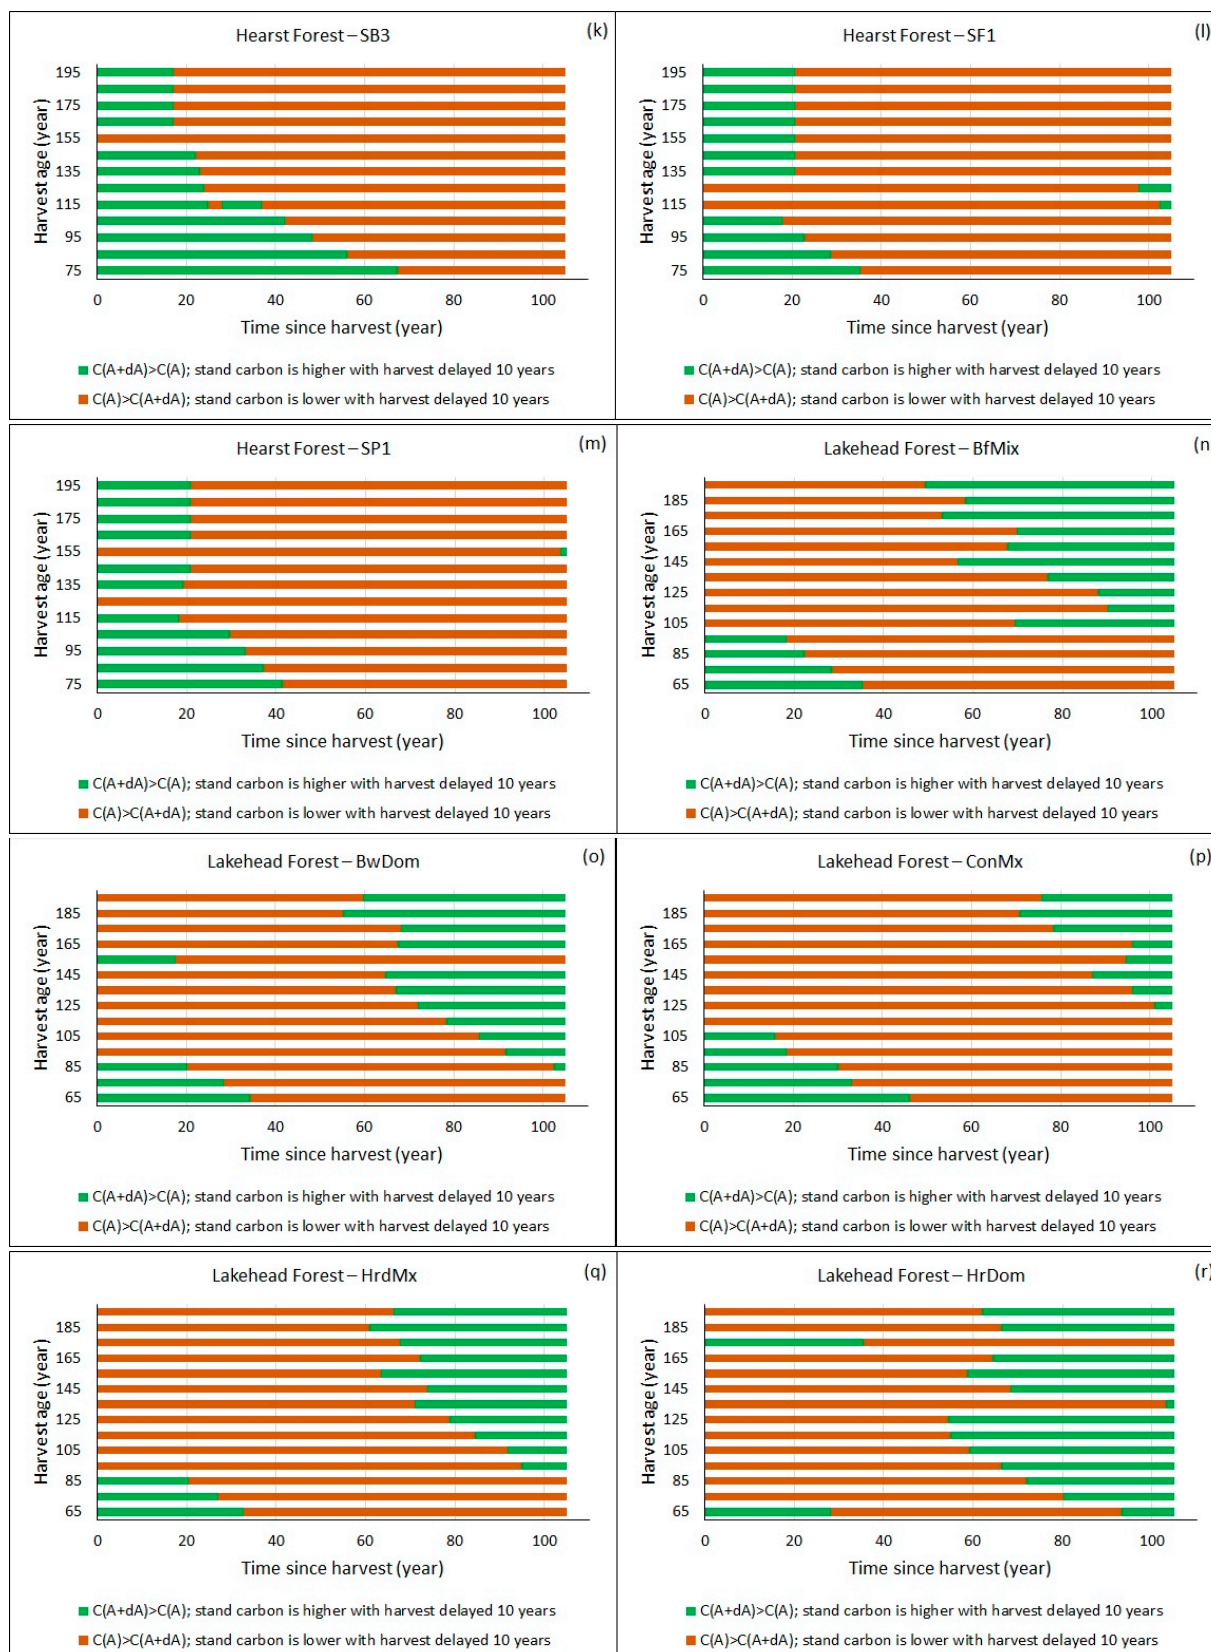 Hearst Forest – SB3
(k)
Harvest age (year)
195
175
155
135
115
95
75
0 20 40 60 80 100
Time since harvest (year)
C(A+dA)>C(A); stand carbon is higher with harvest delayed 10 years
C(A)>C(A+dA); stand carbon is lower with harvest delayed 10 years
Hearst Forest – SF1
(l)
Harvest age (year)
195
175
155
135
115
95
75
0 20 40 60 80 100
Time since harvest (year)
C(A+dA)>C(A); stand carbon is higher with harvest delayed 10 years
C(A)>C(A+dA); stand carbon is lower with harvest delayed 10 years
Hearst Forest – SP1
(m)
Harvest age (year)
195
175
155
135
115
95
75
0 20 40 60 80 100
Time since harvest (year)
C(A+dA)>C(A); stand carbon is higher with harvest delayed 10 years
C(A)>C(A+dA); stand carbon is lower with harvest delayed 10 years
Lakehead Forest – BfMix
(n
Harvest age (year)
185
165
145
125
105
85
65
0 20 40 60 80 100
Time since harvest (year)
C(A+dA)>C(A); stand carbon is higher with harvest delayed 10 years
C(A)>C(A+dA); stand carbon is lower with harvest delayed 10 years
Lakehead Forest – BwDom
(o)
Harvest age (year)
185
165
145
125
105
85
65
0 20 40 60 80 100
Time since harvest (year)
C(A+dA)>C(A); stand carbon is higher with harvest delayed 10 years
C(A)>C(A+dA); stand carbon is lower with harvest delayed 10 years
Lakehead Forest – ConMx
(p)
Harvest age (year)
185
165
145
125
105
85
65
0 20 40 60 80 100
Time since harvest (year)
C(A+dA)>C(A); stand carbon is higher with harvest delayed 10 years
C(A)>C(A+dA); stand carbon is lower with harvest delayed 10 years
Lakehead Forest – HrdMx
(q)
Harvest age (year)
185
165
145
125
105
85
65
0 20 40 60 80 100
Time since harvest (year)
C(A+dA)>C(A); stand carbon is higher with harvest delayed 10 years
C(A)>C(A+dA); stand carbon is lower with harvest delayed 10 years
Lakehead Forest – HrDom
(r)
Harvest age (year)
185
165
145
125
105
85
65
0 20 40 60 80 100
Time since harvest (year)
C(A+dA)>C(A); stand carbon is higher with harvest delayed 10 years
C(A)>C(A+dA); stand carbon is lower with harvest delayed 10 years